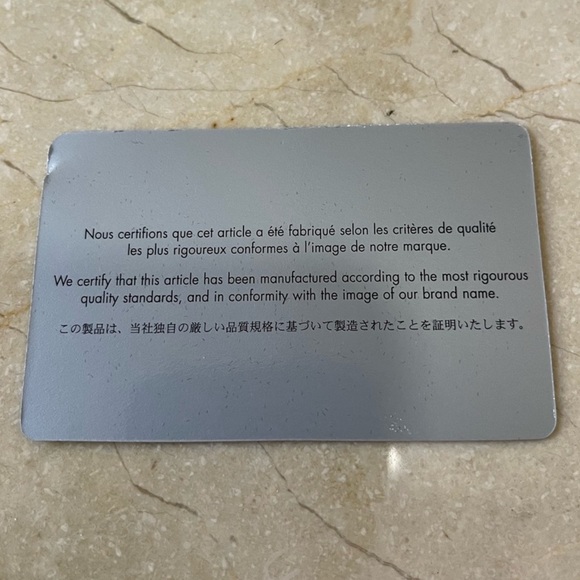 Nous certifions que cet article a été fabriqué selon les critères de qualité
les plus rigoureux conformes à l'image de notre marque.
We certify that this article has been manufactured according to the most rigourous
quality standards, and in conformity with the image of our brand name.
この製品は、当社独自の厳しい品質規格に基づいて製造されたことを証明いたします。